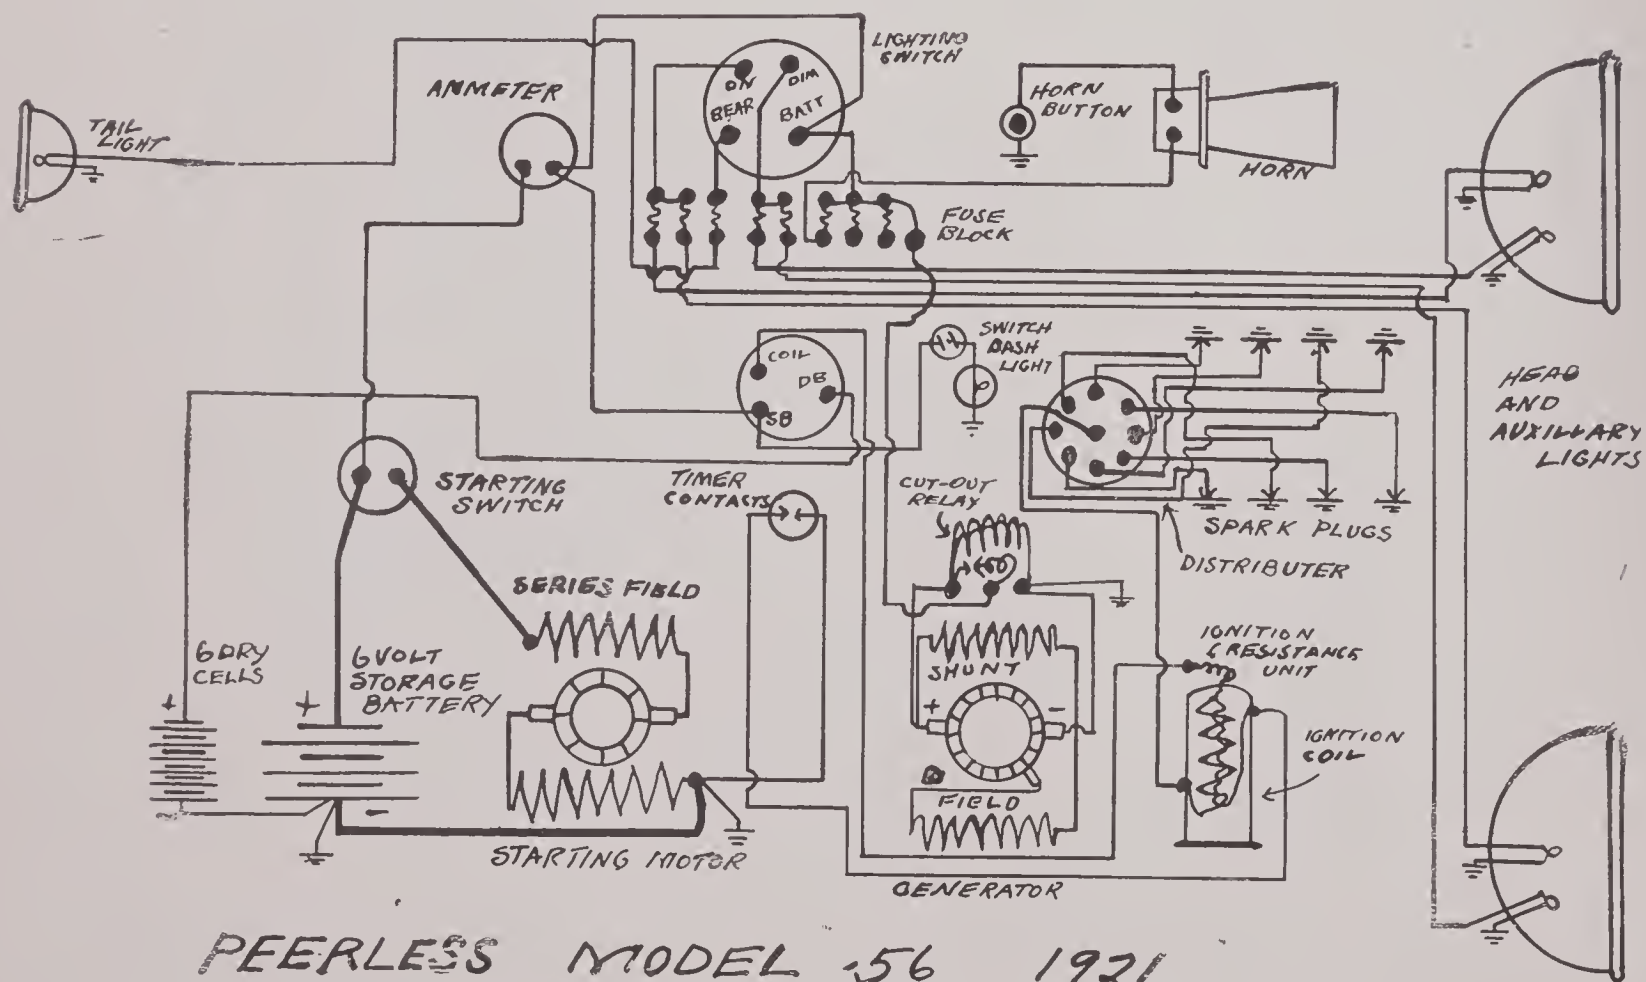 LIGHTING
SWITCH
AMMETER
TAIL
LIGHT
ON
DIM
REAR
BATT
HORN
BUTTON
HORN
FUSE
BLOCK
COIL
DB
SB
SWITCH
DASH
LIGHT
HEAD
AND
AUXILLARY
LIGHTS
STARTING
SWITCH
TIMER
CONTACTS
CUT-OUT
RELAY
SPARK PLUGS
DISTRIBUTER
SERIES FIELD
6 DRY
CELLS
+
6 VOLT
STORAGE
BATTERY
+
-
SHUNT
+
-
FIELD
IGNITION
RESISTANCE
UNIT
IGNITION
COIL
STARTING MOTOR
GENERATOR
PEERLESS MODEL 56 1921